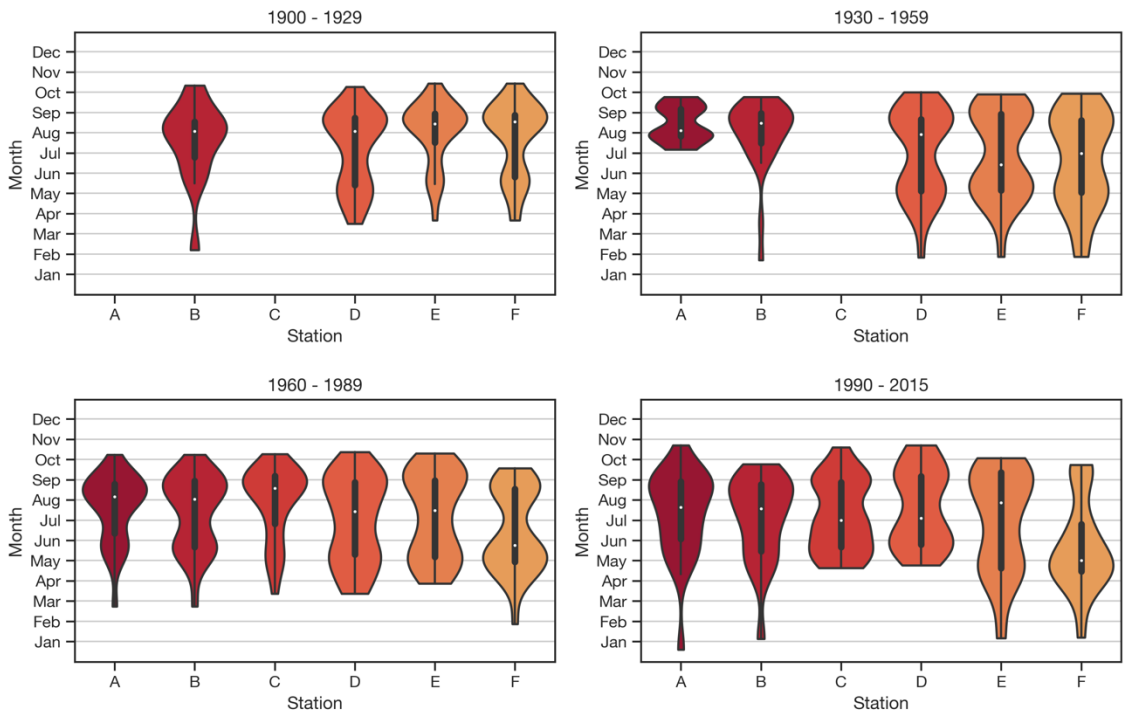 1900 - 1929
Dec
Nov
Oct
Sep
Aug
Jul
Jun
May
Apr
Mar
Feb
Jan
Month
A B C D E F
Station
1930 - 1959
Dec
Nov
Oct
Sep
Aug
Jul
Jun
May
Apr
Mar
Feb
Jan
Month
A B C D E F
Station
1960 - 1989
Dec
Nov
Oct
Sep
Aug
Jul
Jun
May
Apr
Mar
Feb
Jan
Month
A B C D E F
Station
1990 - 2015
Dec
Nov
Oct
Sep
Aug
Jul
Jun
May
Apr
Mar
Feb
Jan
Month
A B C D E F
Station